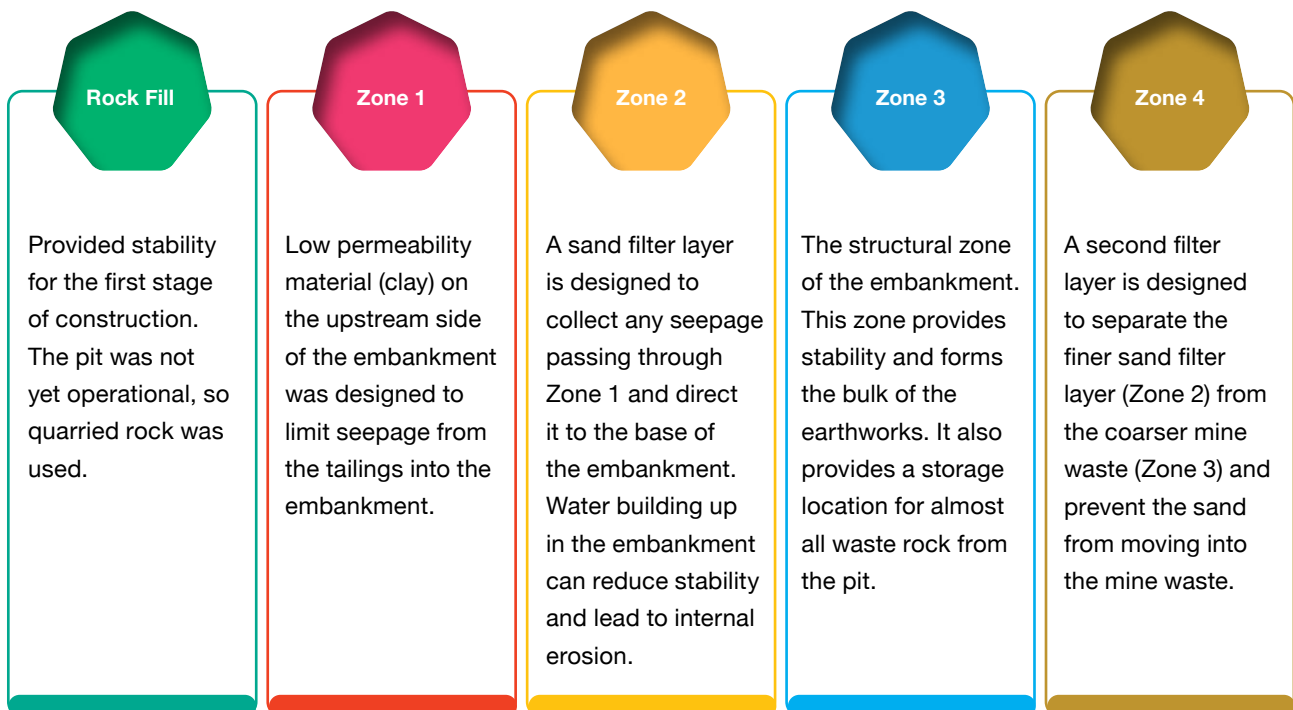 Rock Fill
Provided stability
for the first stage
of construction.
The pit was not
yet operational, so
quarried rock was
used.
Zone 1
Low permeability
material (clay) on
the upstream side
of the embankment
was designed to
limit seepage from
the tailings into the
embankment.
Zone 2
A sand filter layer
is designed to
collect any seepage
passing through
Zone 1 and direct
it to the base of
the embankment.
Water building up
in the embankment
can reduce stability
and lead to internal
erosion.
Zone 3
The structural zone
of the embankment.
This zone provides
stability and forms
the bulk of the
earthworks. It also
provides a storage
location for almost
all waste rock from
the pit.
Zone 4
A second filter
layer is designed
to separate the
finer sand filter
layer (Zone 2) from
the coarser mine
waste (Zone 3) and
prevent the sand
from moving into
the mine waste.